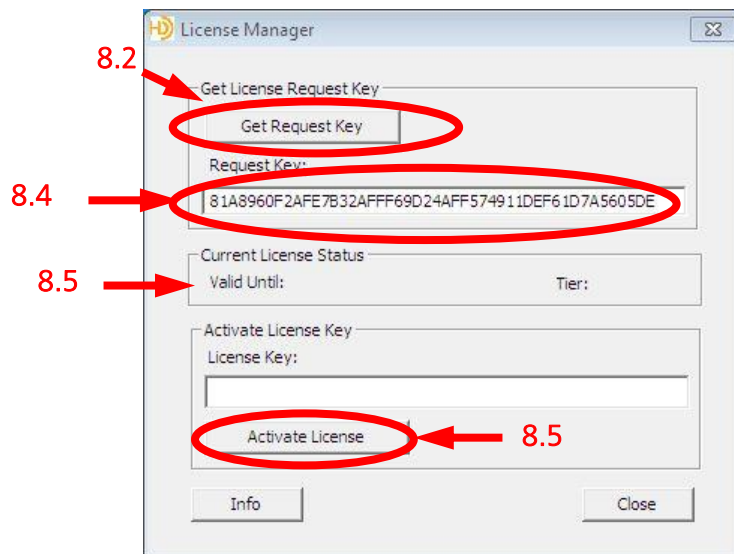 HD License Manager
8.2
Get License Request Key
Get Request Key
Request Key:
8.4
81A8960F2AFE7B32AFFF69D24AFF574911DEF61D7A5605DE
Current License Status
8.5
Valid Until: Tier:
Activate License Key
License Key:
Activate License
8.5
Info Close